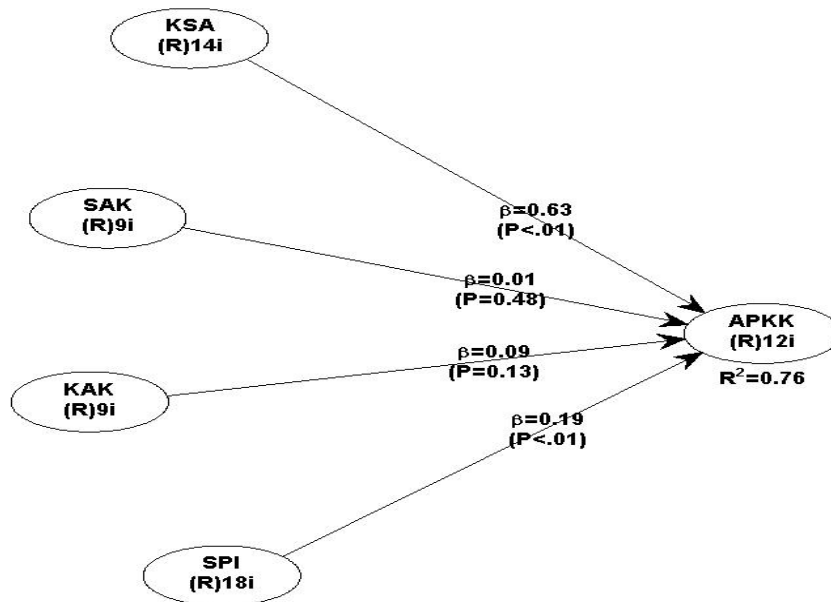 KSA
(R)14i
β=0.63
(P<.01)
SAK
(R)9i
β=0.01
(P=0.48)
APKK
(R)12i
R²=0.76
β=0.09
(P=0.13)
KAK
(R)9i
β=0.19
(P<.01)
SPI
(R)18i